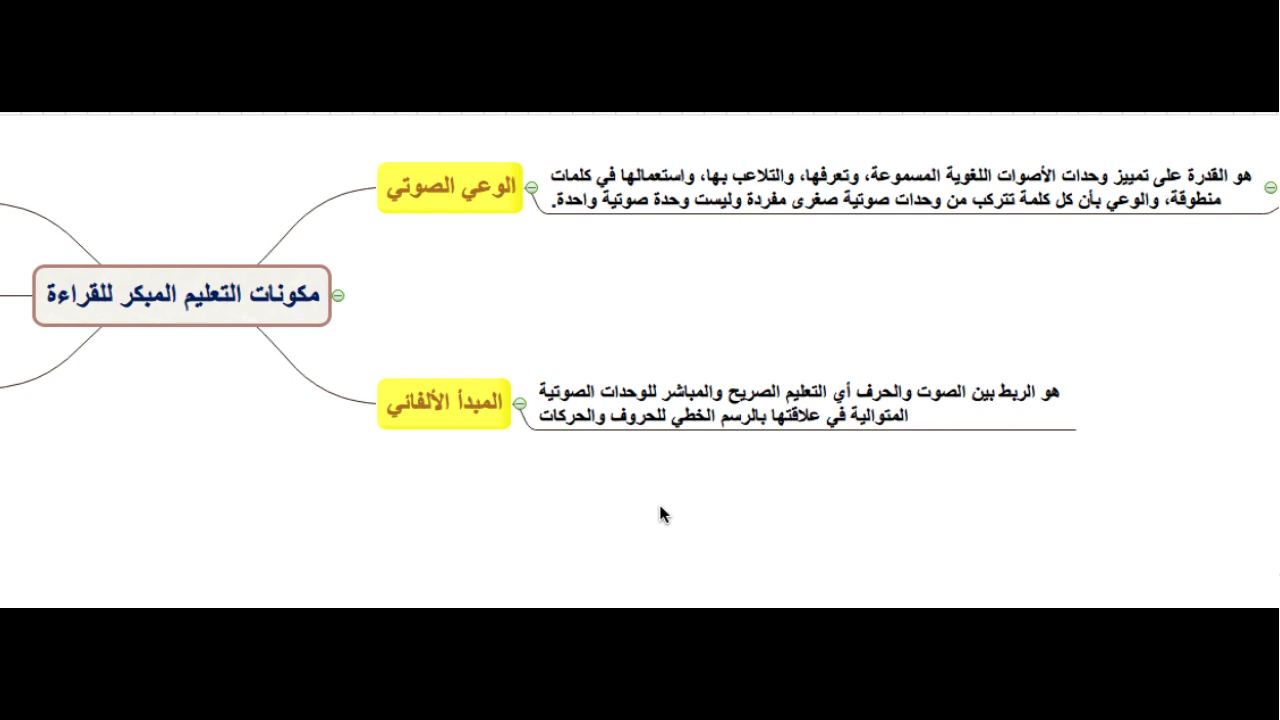 مكونات التعليم المبكر للقراءة
الوعي الصوتي
هو القدرة على تمييز وحدات الأصوات اللغوية المسموعة، وتعرفها، والتلاعب بها، واستعمالها في كلمات
منطوقة، والوعي بأن كل كلمة تتركب من وحدات صوتية صغرى مفردة وليست وحدة صوتية واحدة.
المبدأ الألفائي
هو الربط بين الصوت والحرف أي التعليم الصريح والمباشر للوحدات الصوتية
المتوالية في علاقتها بالرسم الخطي للحروف والحركات